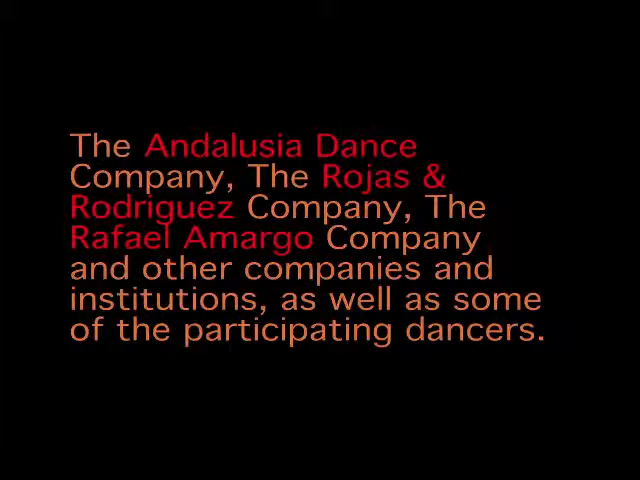 The Andalusia Dance
Company, The Rojas &
Rodriguez Company, The
Rafael Amargo Company
and other companies and
institutions, as well as some
of the participating dancers.